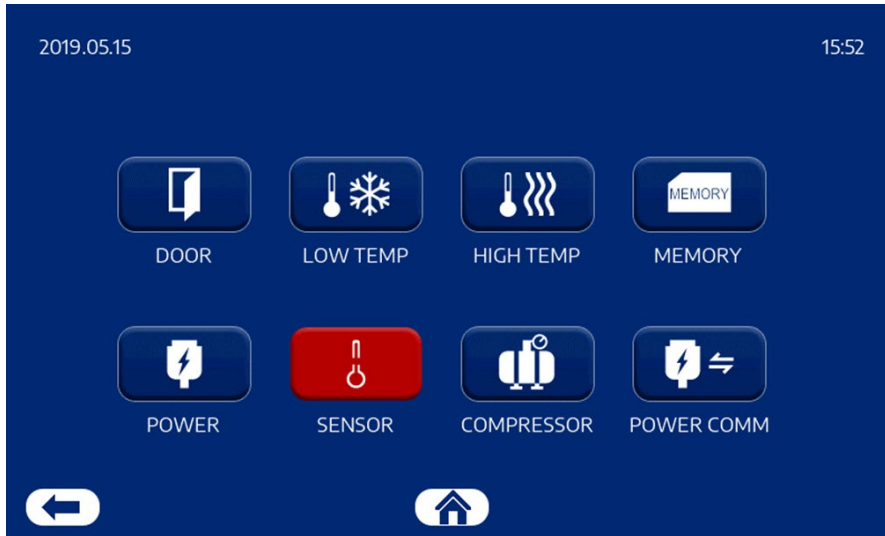 2019.05.15 15:52
MEMORY
DOOR LOW TEMP HIGH TEMP MEMORY
POWER SENSOR COMPRESSOR POWER COMM